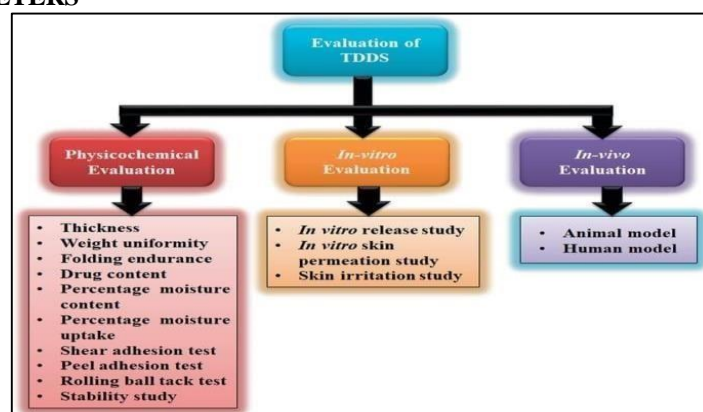 Evaluation of
TDDS
Physicochemical
Evaluation
In-vitro
Evaluation
In-vivo
Evaluation
• Thickness
• Weight uniformity
• Folding endurance
• Drug content
• Percentage moisture
content
• Percentage moisture
uptake
• Shear adhesion test
• Peel adhesion test
• Rolling ball tack test
• Stability study
• In vitro release study
• In vitro skin
permeation study
• Skin irritation study
• Animal model
• Human model